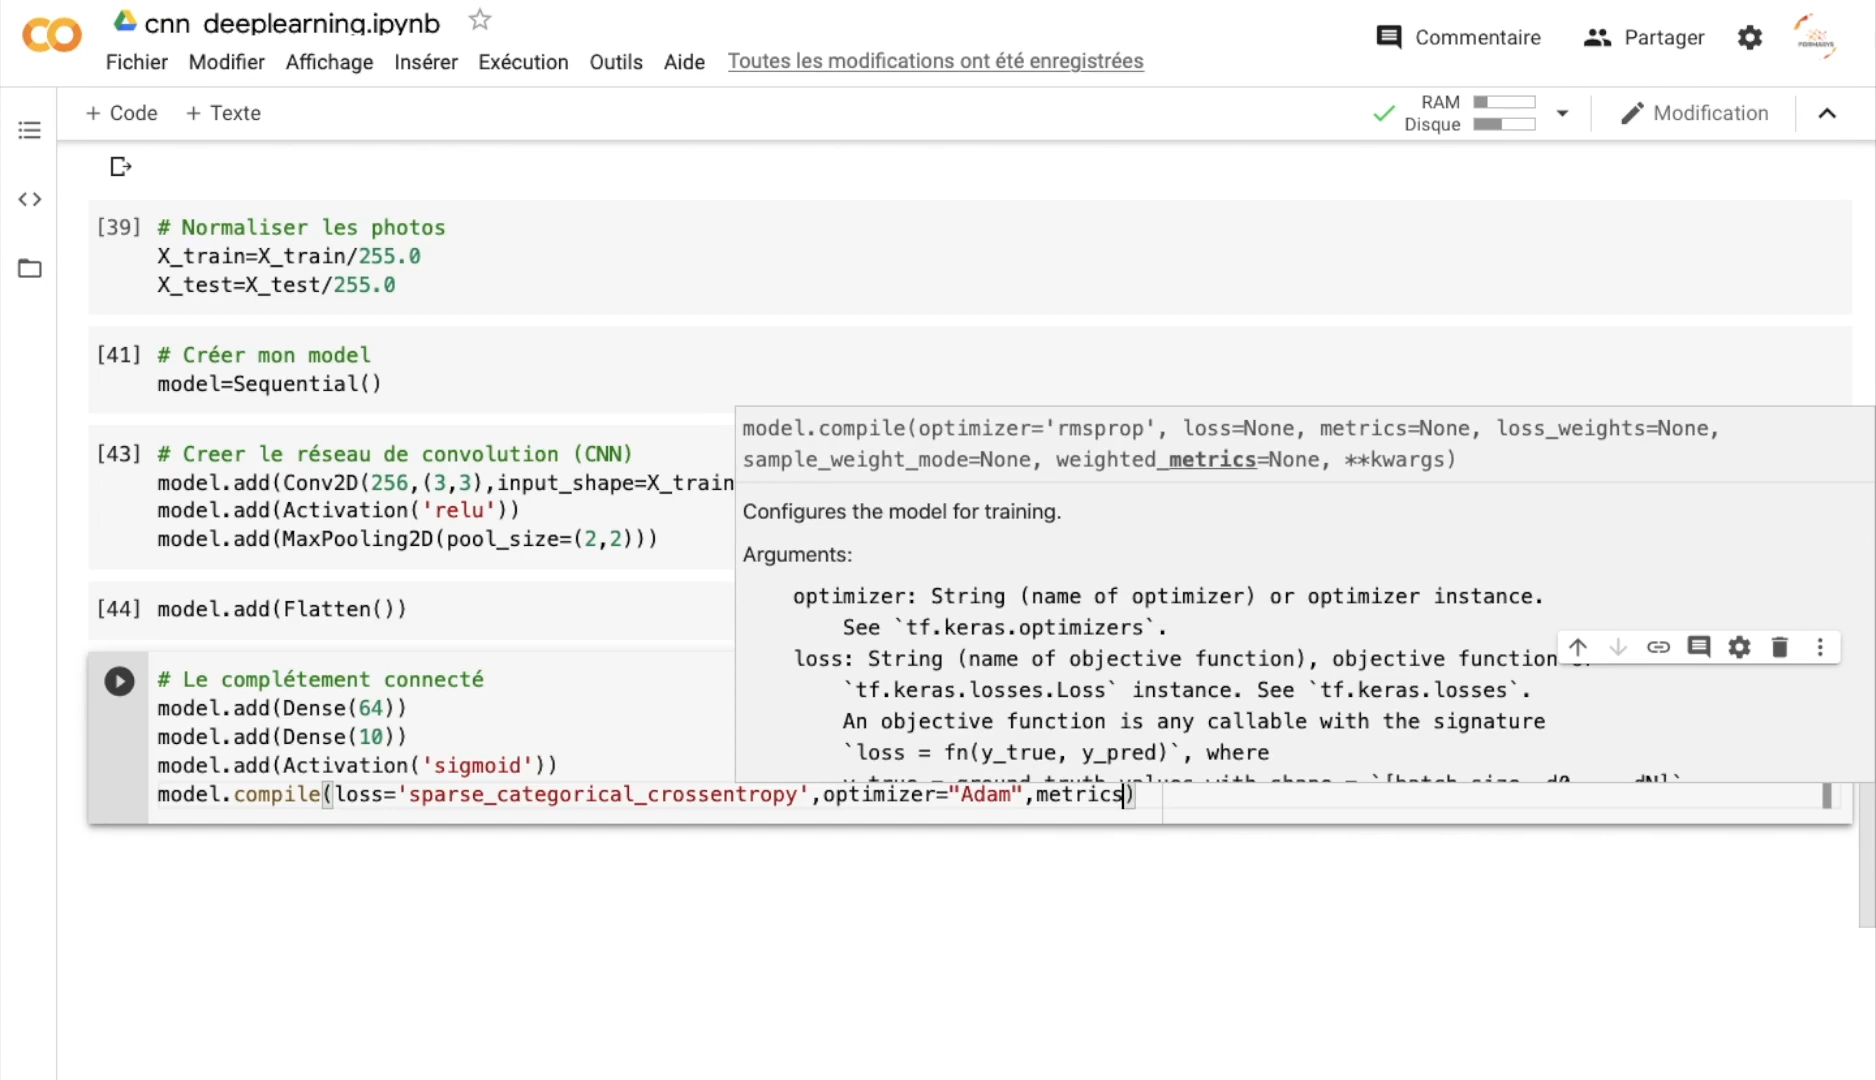 cnn_deeplearning.ipynb
Fichier Modifier Affichage Insérer Exécution Outils Aide Toutes les modifications ont été enregistrées
Commentaire
Partager
+ Code + Texte
RAM
Disque
Modification
[39] # Normaliser les photos
X_train=X_train/255.0
X_test=X_test/255.0
[41] # Créer mon model
model=Sequential()
[43] # Creer le réseau de convolution (CNN)
model.add(Conv2D(256,(3,3),input_shape=X_train
model.add(Activation('relu'))
model.add(MaxPooling2D(pool_size=(2,2)))
[44] model.add(Flatten())
# Le complétement connecté
model.add(Dense(64))
model.add(Dense(10))
model.add(Activation('sigmoid'))
model.compile(loss='sparse_categorical_crossentropy',optimizer="Adam",metrics)
model.compile(optimizer='rmsprop', loss=None, metrics=None, loss_weights=None,
sample_weight_mode=None, weighted_metrics=None, **kwargs)
Configures the model for training.
Arguments:
optimizer: String (name of optimizer) or optimizer instance.
See `tf.keras.optimizers`.
loss: String (name of objective function), objective function
`tf.keras.losses.Loss` instance. See `tf.keras.losses`.
An objective function is any callable with the signature
`loss = fn(y_true, y_pred)`, where